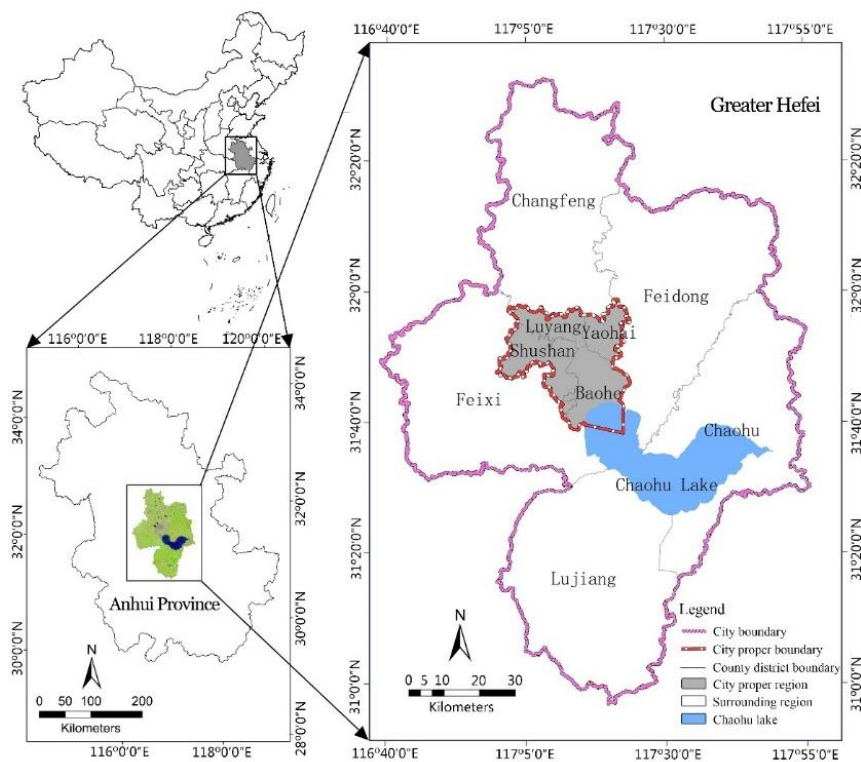 116°40′0″E
117°5′0″E
117°30′0″E
117°55′0″E
Greater Hefei
32°20′0″N
32°20′0″N
Changfeng
32°0′0″N
32°0′0″N
Feidong
Luyang
Yaohai
Shushan
Feixi
Baohe
31°40′0″N
31°40′0″N
Chaohu
Chaohu Lake
31°20′0″N
31°20′0″N
Lujiang
31°0′0″N
31°0′0″N
N
0 5 10 20 30
Kilometers
Legend
City boundary
City proper boundary
County district boundary
City proper region
Surrounding region
Chaohu lake
116°40′0″E
117°5′0″E
117°30′0″E
117°55′0″E
116°0′0″E
118°0′0″E
120°0′0″E
34°0′0″N
34°0′0″N
32°0′0″N
32°0′0″N
Anhui Province
30°0′0″N
30°0′0″N
28°0′0″N
N
0 50 100 200
Kilometers
116°0′0″E
118°0′0″E